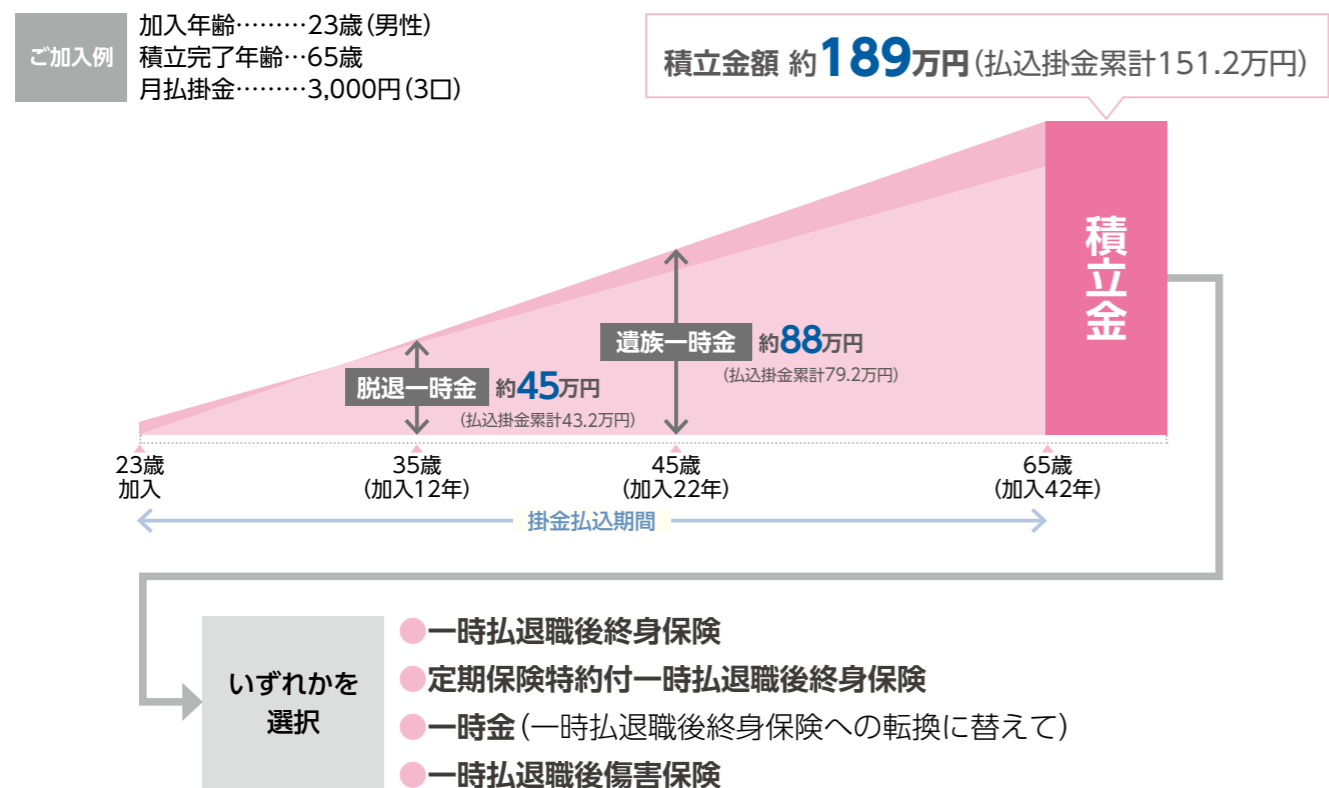 ご加入例
加入年齢………23歳(男性)
積立完了年齢…65歳
月払掛金………3,000円(3口)
積立金額 約189万円(払込掛金累計151.2万円)
積立金
遺族一時金 約88万円
(払込掛金累計79.2万円)
脱退一時金 約45万円
(払込掛金累計43.2万円)
23歳
加入
35歳
(加入12年)
45歳
(加入22年)
65歳
(加入42年)
掛金払込期間
いずれかを
選択
●一時払退職後終身保険
●定期保険特約付一時払退職後終身保険
●一時金(一時払退職後終身保険への転換に替えて)
●一時払退職後傷害保険